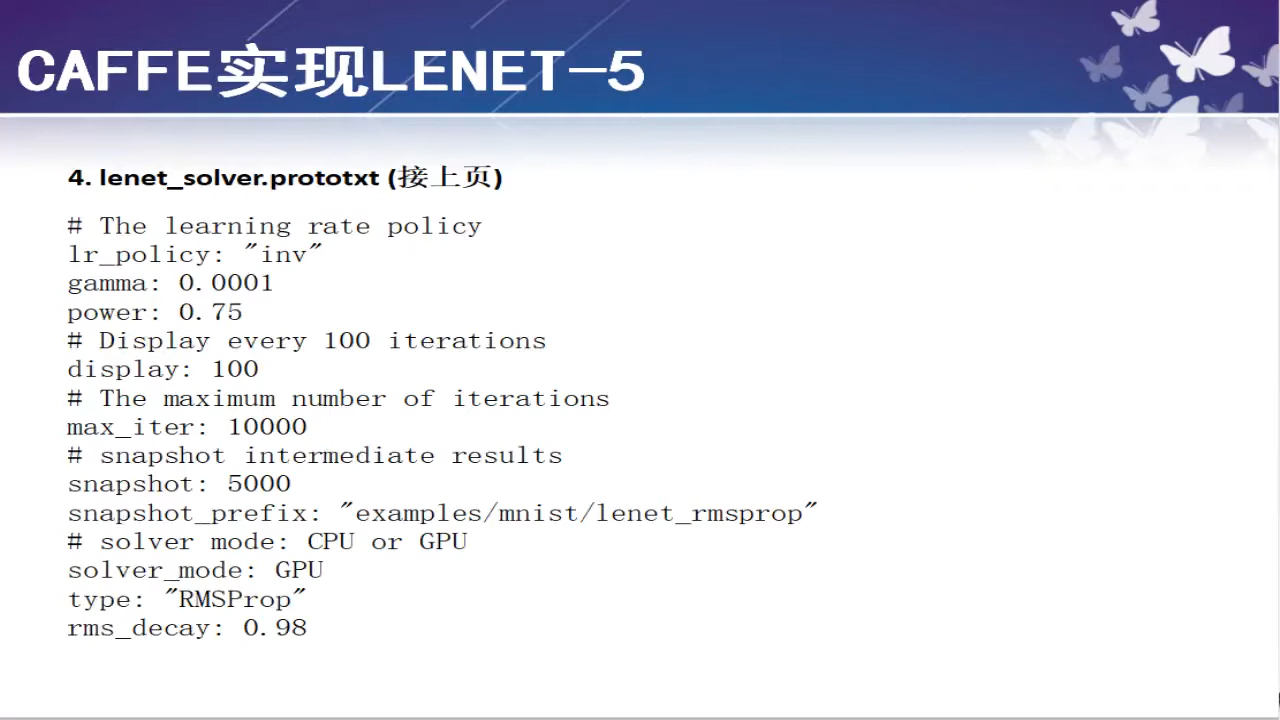 CAFFE实现LENET-5
4. lenet_solver.prototxt (接上页)
# The learning rate policy
lr_policy: "inv"
gamma: 0.0001
power: 0.75
# Display every 100 iterations
display: 100
# The maximum number of iterations
max_iter: 10000
# snapshot intermediate results
snapshot: 5000
snapshot_prefix: "examples/mnist/lenet_rmsprop"
# solver mode: CPU or GPU
solver_mode: GPU
type: "RMSProp"
rms_decay: 0.98